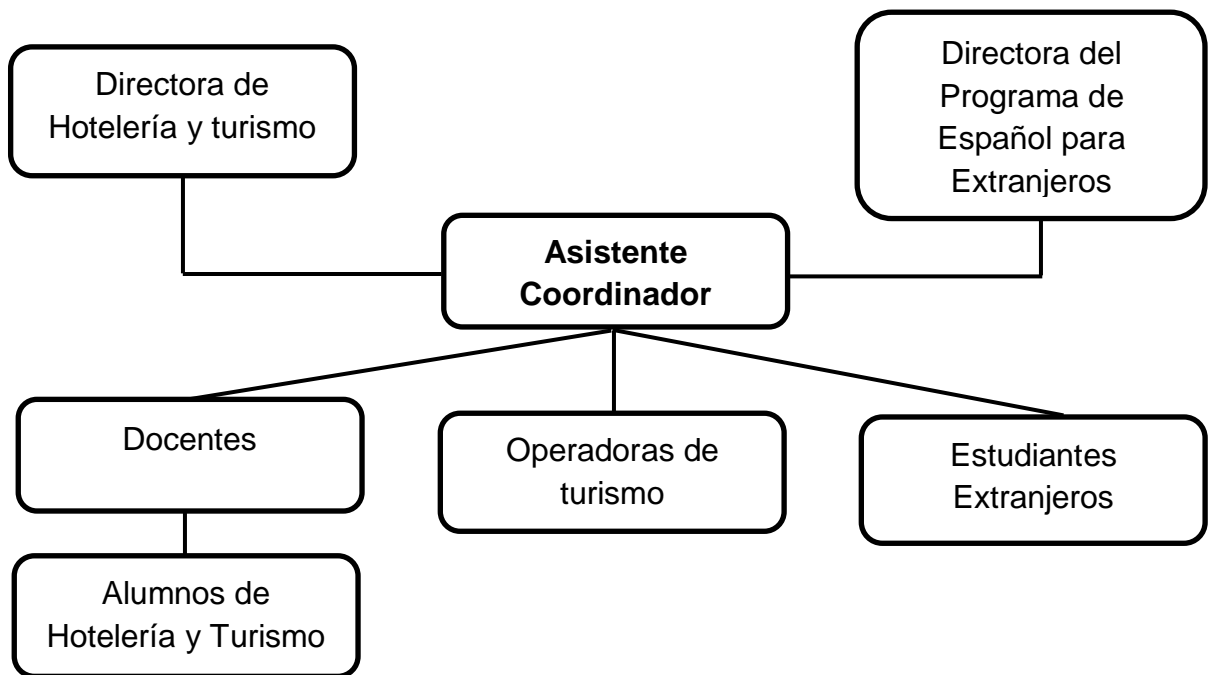 Directora de
Hotelería y turismo
Directora del
Programa de
Español para
Extranjeros
Asistente
Coordinador
Docentes
Operadoras de
turismo
Estudiantes
Extranjeros
Alumnos de
Hotelería y Turismo